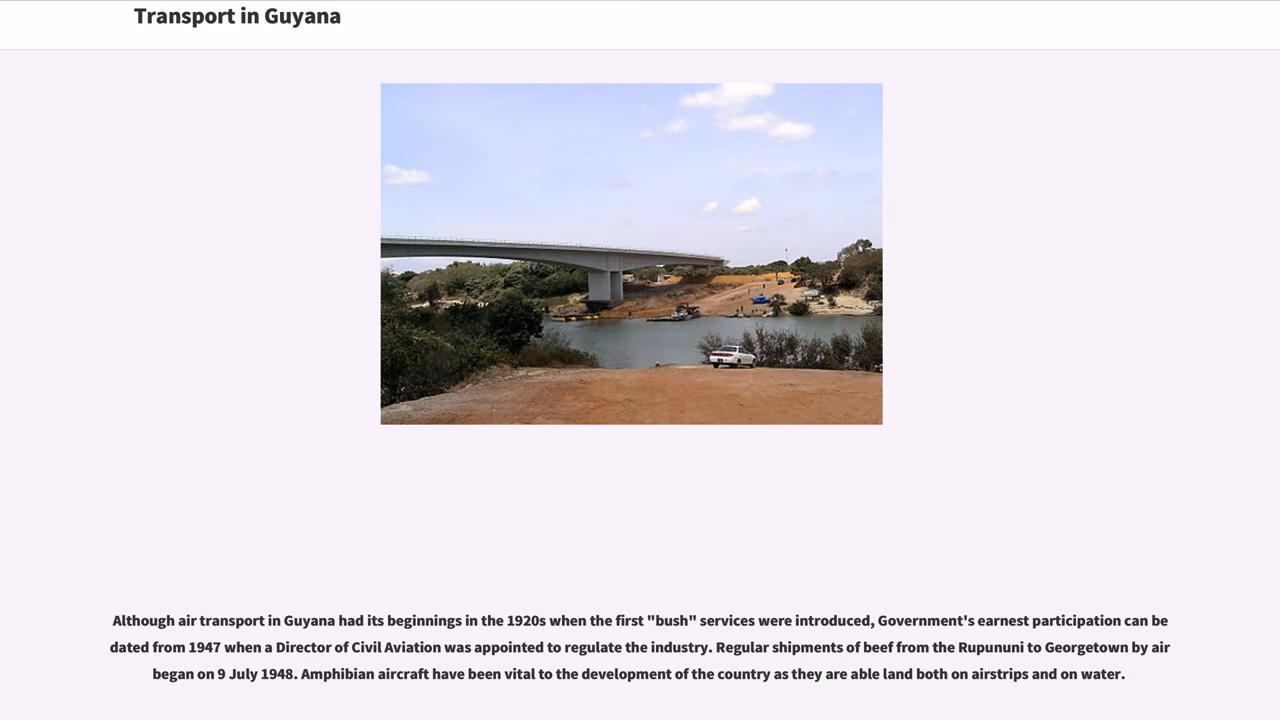 Transport in Guyana
Although air transport in Guyana had its beginnings in the 1920s when the first "bush" services were introduced, Government's earnest participation can be
dated from 1947 when a Director of Civil Aviation was appointed to regulate the industry. Regular shipments of beef from the Rupununi to Georgetown by air
began on 9 July 1948. Amphibian aircraft have been vital to the development of the country as they are able land both on airstrips and on water.